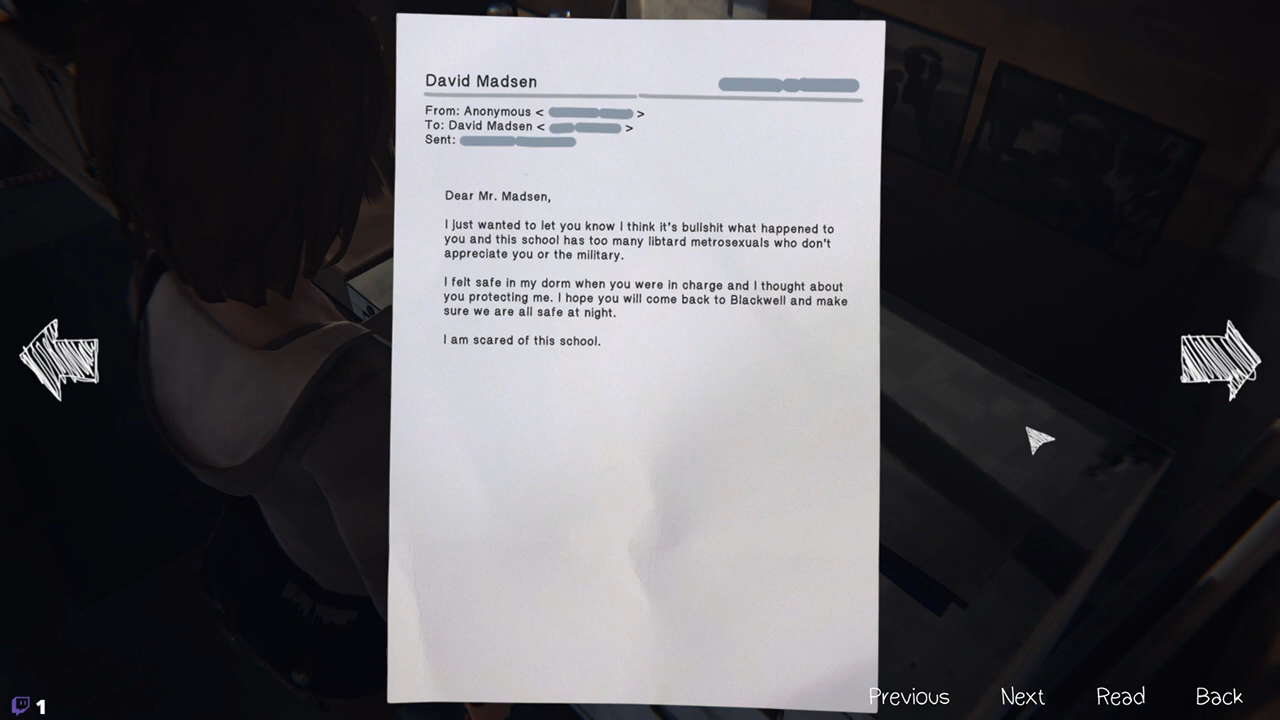 David Madsen
From: Anonymous < >
To: David Madsen < >
Sent:
Dear Mr. Madsen,
I just wanted to let you know I think it's bullshit what happened to
you and this school has too many libtard metrosexuals who don't
appreciate you or the military.
I felt safe in my dorm when you were in charge and I thought about
you protecting me. I hope you will come back to Blackwell and make
sure we are all safe at night.
I am scared of this school.
1
Previous Next Read Back